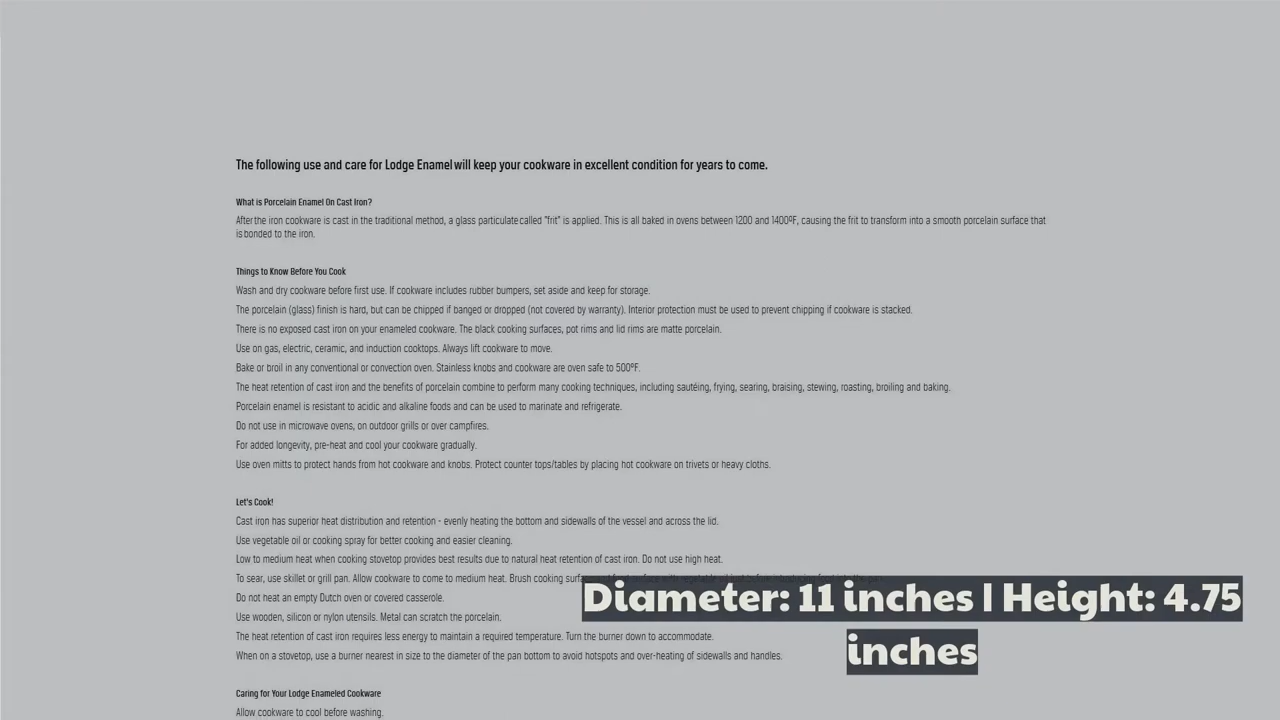 The following use and care for Lodge Enamel will keep your cookware in excellent condition for years to come.
What is Porcelain Enamel On Cast Iron?
After the iron cookware is cast in the traditional method, a glass particulate called "frit" is applied. This is all baked in ovens between 1200 and 1400ºF, causing the frit to transform into a smooth porcelain surface that
is bonded to the iron.
Things to Know Before You Cook
Wash and dry cookware before first use. If cookware includes rubber bumpers, set aside and keep for storage.
The porcelain (glass) finish is hard, but can be chipped if banged or dropped (not covered by warranty). Interior protection must be used to prevent chipping if cookware is stacked.
There is no exposed cast iron on your enameled cookware. The black cooking surfaces, pot rims and lid rims are matte porcelain.
Use on gas, electric, ceramic, and induction cooktops. Always lift cookware to move.
Bake or broil in any conventional or convection oven. Stainless knobs and cookware are oven safe to 500ºF.
The heat retention of cast iron and the benefits of porcelain combine to perform many cooking techniques, including sautéing, frying, searing, braising, stewing, roasting, broiling and baking.
Porcelain enamel is resistant to acidic and alkaline foods and can be used to marinate and refrigerate.
Do not use in microwave ovens, on outdoor grills or over campfires.
For added longevity, pre-heat and cool your cookware gradually.
Use oven mitts to protect hands from hot cookware and knobs. Protect counter tops/tables by placing hot cookware on trivets or heavy cloths.
Let's Cook!
Cast iron has superior heat distribution and retention - evenly heating the bottom and sidewalls of the vessel and across the lid.
Use vegetable oil or cooking spray for better cooking and easier cleaning.
Low to medium heat when cooking stovetop provides best results due to natural heat retention of cast iron. Do not use high heat.
To sear, use skillet or grill pan. Allow cookware to come to medium heat. Brush cooking
Do not heat an empty Dutch oven or covered casserole.
Diameter: 11 inches | Height: 4.75
Use wooden, silicon or nylon utensils. Metal can scratch the porcelain.
The heat retention of cast iron requires less energy to maintain a required temperature. Turn the burner down to accommodate.
inches
When on a stovetop, use a burner nearest in size to the diameter of the pan bottom to avoid hotspots and over-heating of sidewalls and handles.
Caring for Your Lodge Enameled Cookware
Allow cookware to cool before washing.